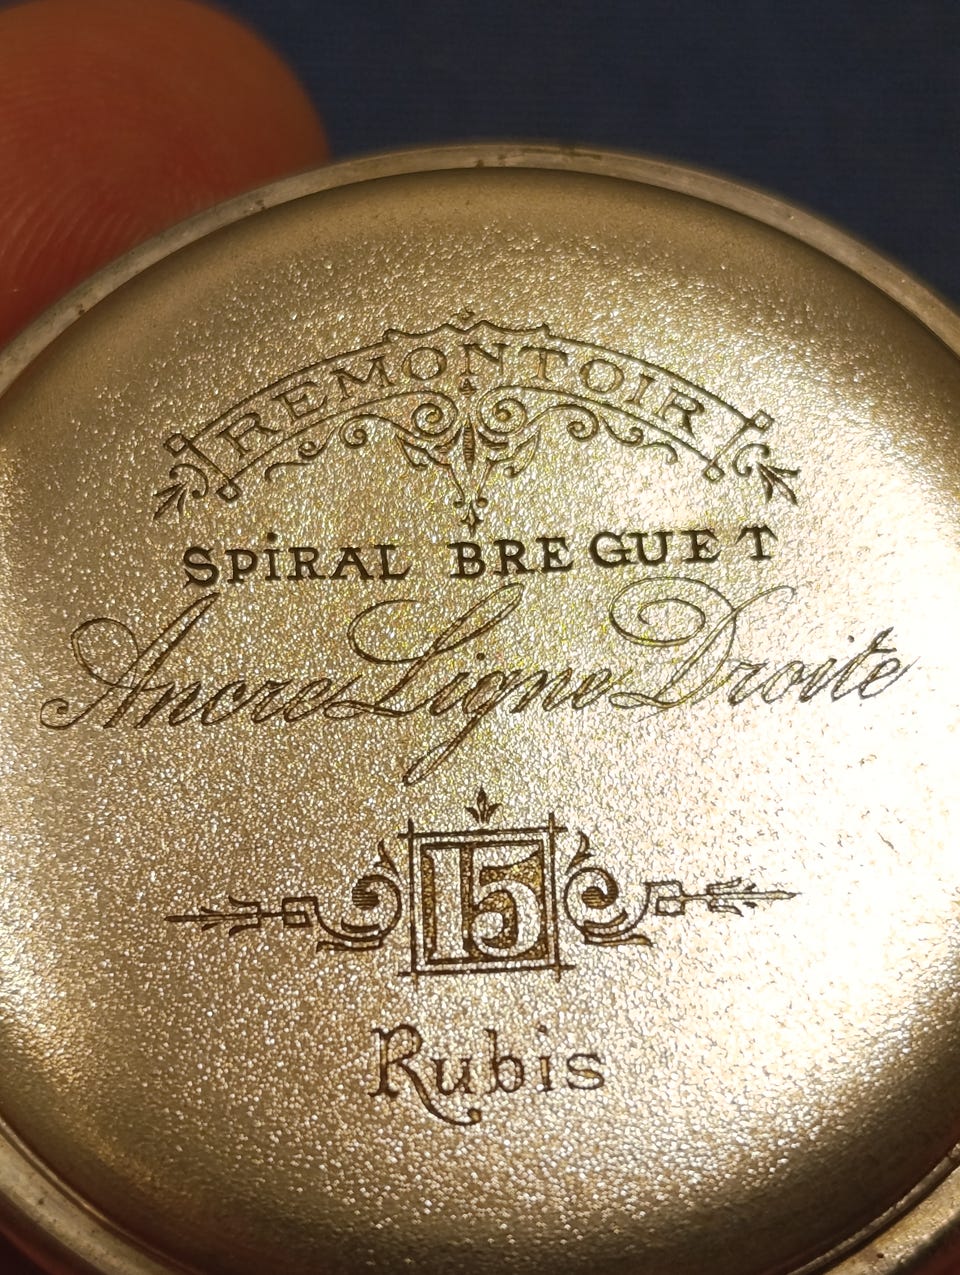 REMONTOIR
SPiRAL BREGUET
Ancre Ligne Droite
15
Rubis